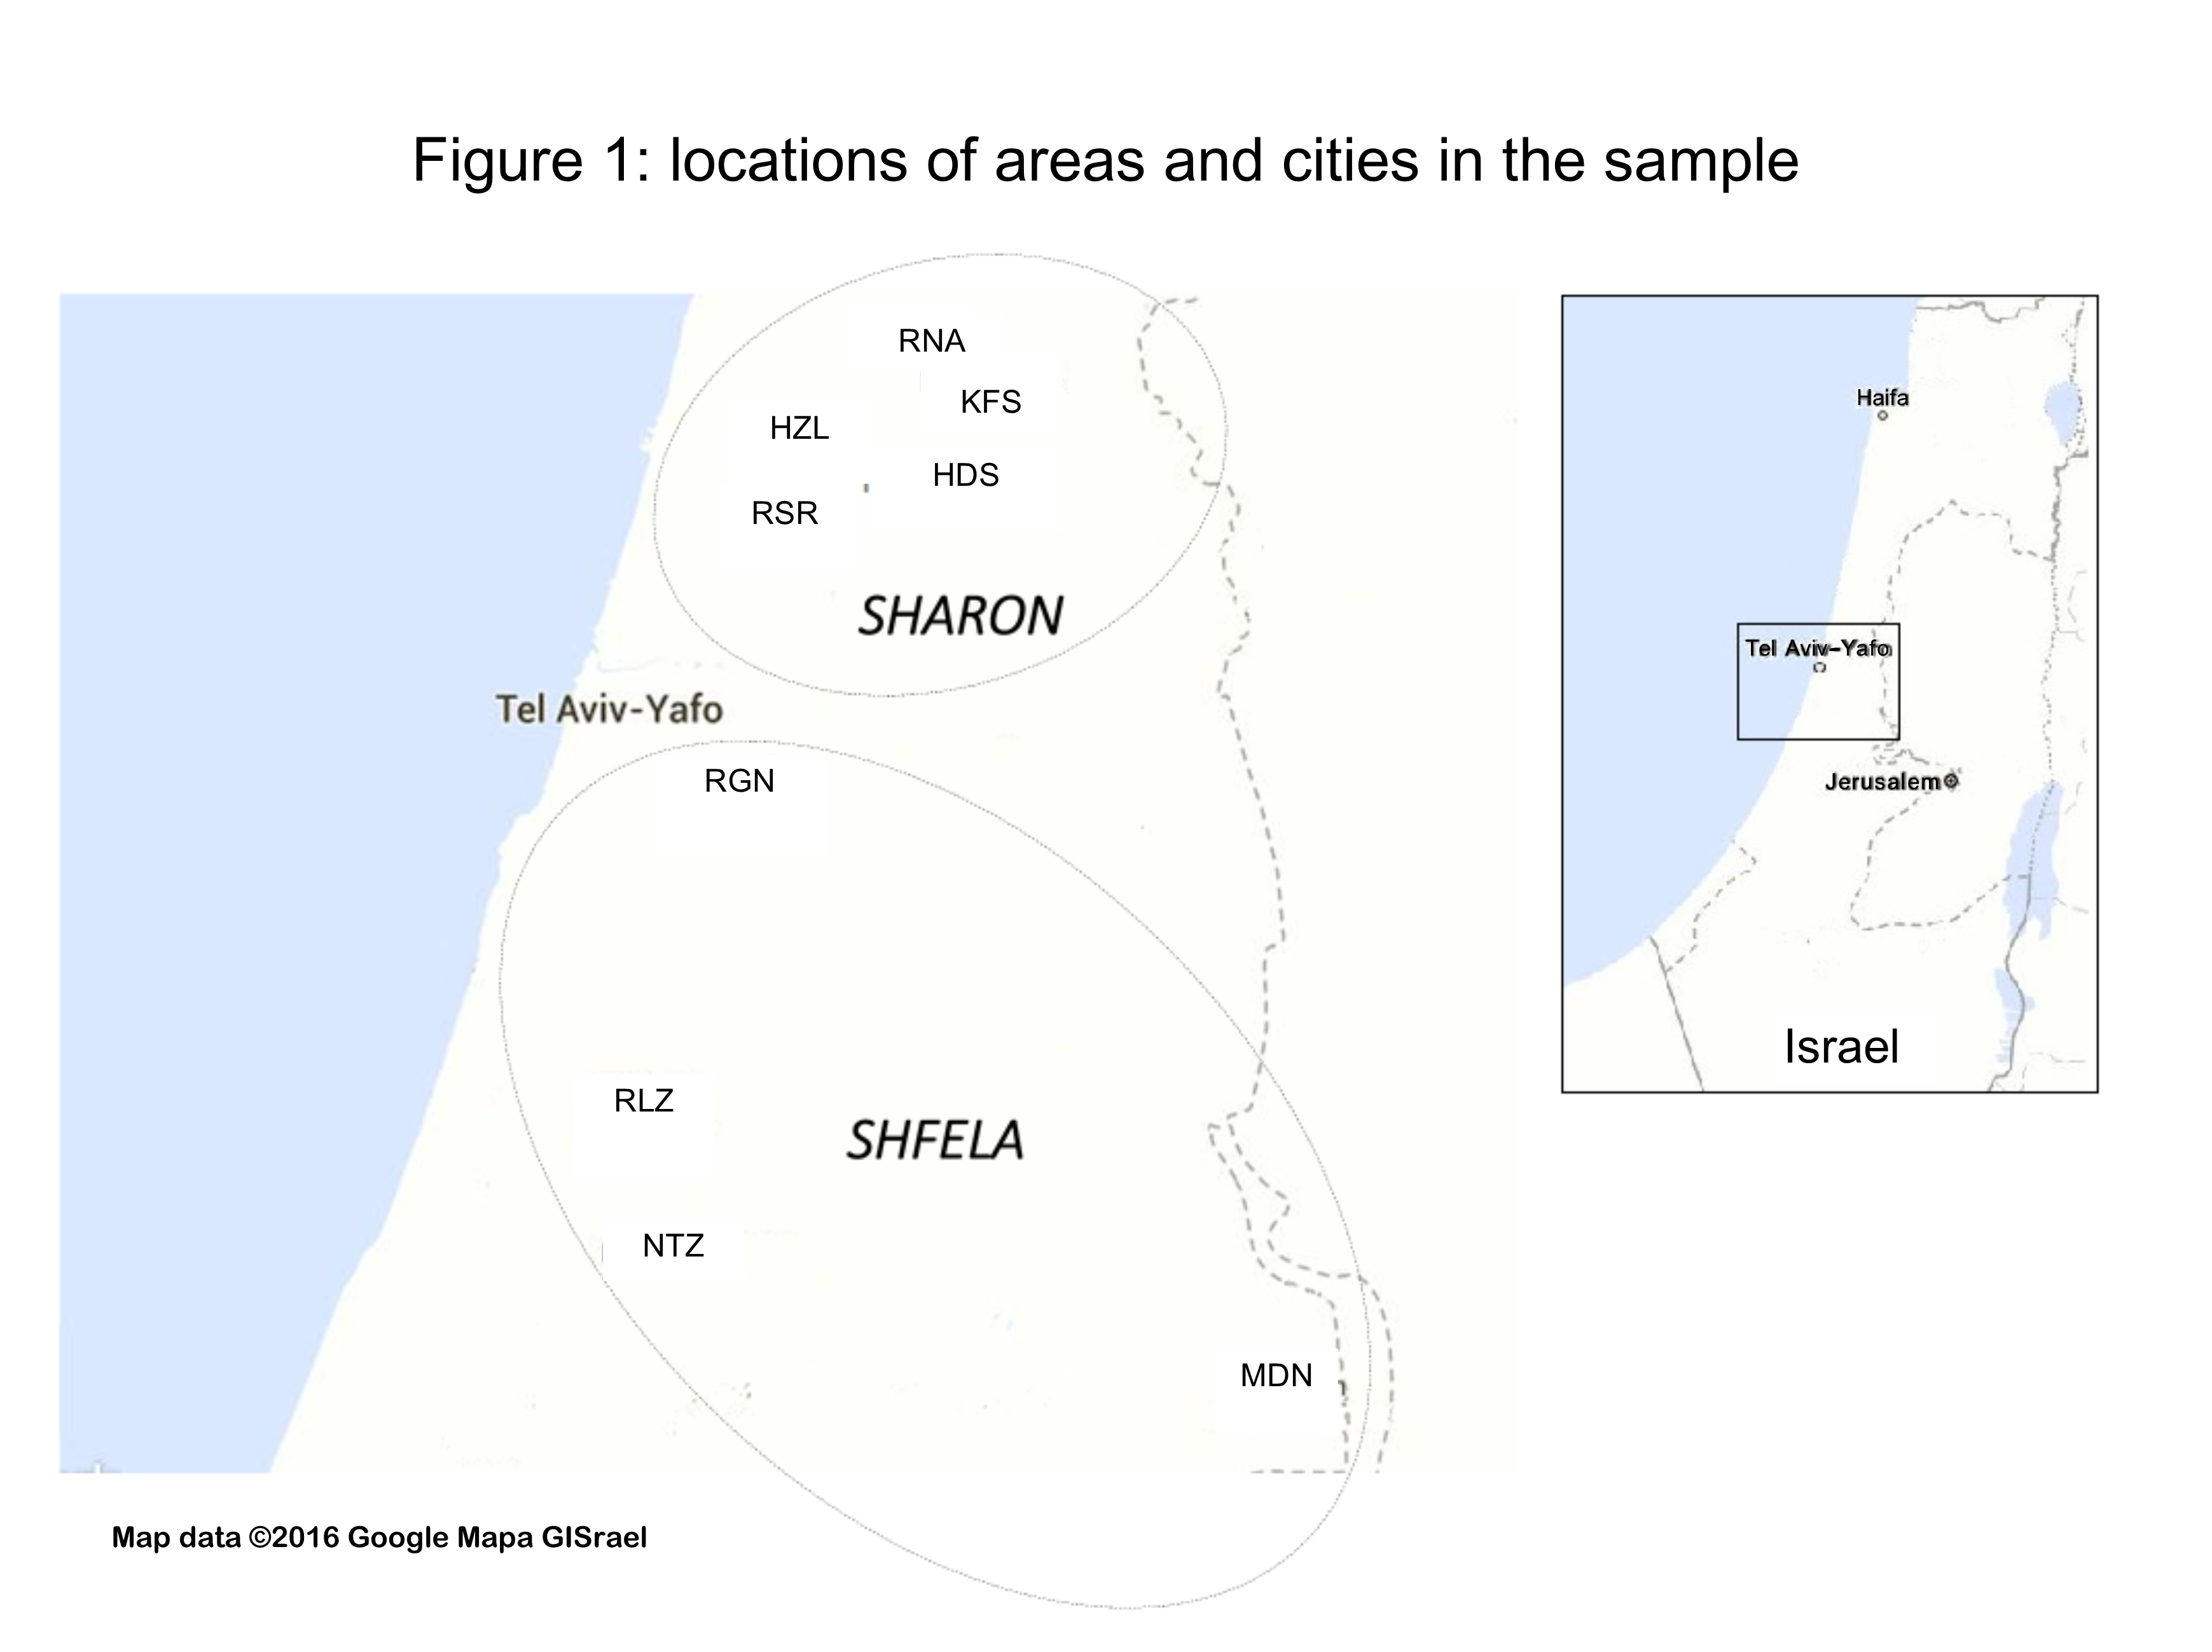 Figure 1: locations of areas and cities in the sample
RNA
KFS
HZL
HDS
RSR
SHARON
Tel Aviv-Yafo
RGN
RLZ
SHFELA
NTZ
MDN
Map data ©2016 Google Mapa GISrael
Haifa
Tel Aviv-Yafo
Jerusalem
Israel